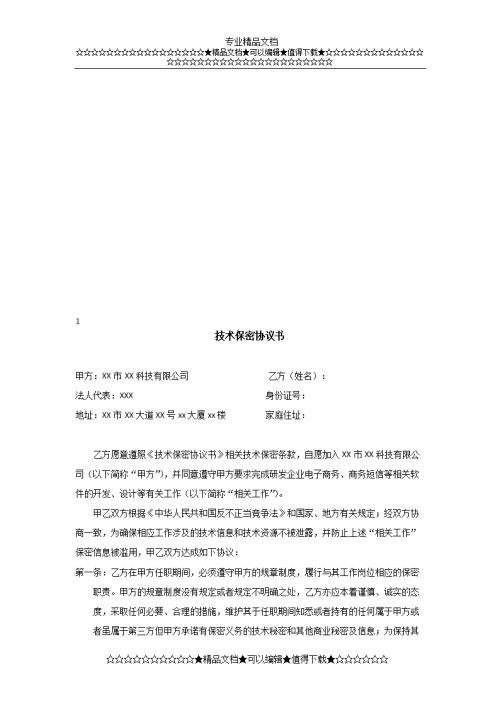 专业精品文档
☆☆☆☆☆☆☆☆☆☆☆☆☆☆☆☆☆★精品文档★可以编辑★值得下载★☆☆☆☆☆☆☆☆☆☆☆☆☆
☆☆☆☆☆☆☆☆☆☆☆☆☆☆☆☆☆☆☆☆☆☆
1
技术保密协议书
甲方：XX市XX科技有限公司 乙方（姓名）：
法人代表：XXX 身份证号：
地址：XX市XX大道XX号xx大厦xx楼 家庭住址：
乙方愿意遵照《技术保密协议书》相关技术保密条款，自愿加入XX市XX科技有限公
司（以下简称“甲方”），并同意遵守甲方要求完成研发企业电子商务、商务短信等相关软
件的开发、设计等有关工作（以下简称“相关工作”）。
甲乙双方根据《中华人民共和国反不正当竞争法》和国家、地方有关规定；经双方协
商一致，为确保相应工作涉及的技术信息和技术资源不被泄露，并防止上述“相关工作”
保密信息被滥用，甲乙双方达成如下协议：
第一条：乙方在甲方任职期间，必须遵守甲方的规章制度，履行与其工作岗位相应的保密
职责。甲方的规章制度没有规定或者规定不明确之处，乙方亦应本着谨慎、诚实的态
度，采取任何必要、合理的措施，维护其于任职期间知悉或者持有的任何属于甲方或
者虽属于第三方但甲方承诺有保密义务的技术秘密和其他商业秘密及信息；为保持其
☆☆☆☆☆☆☆☆☆☆☆★精品文档★可以编辑★值得下载★☆☆☆☆☆☆